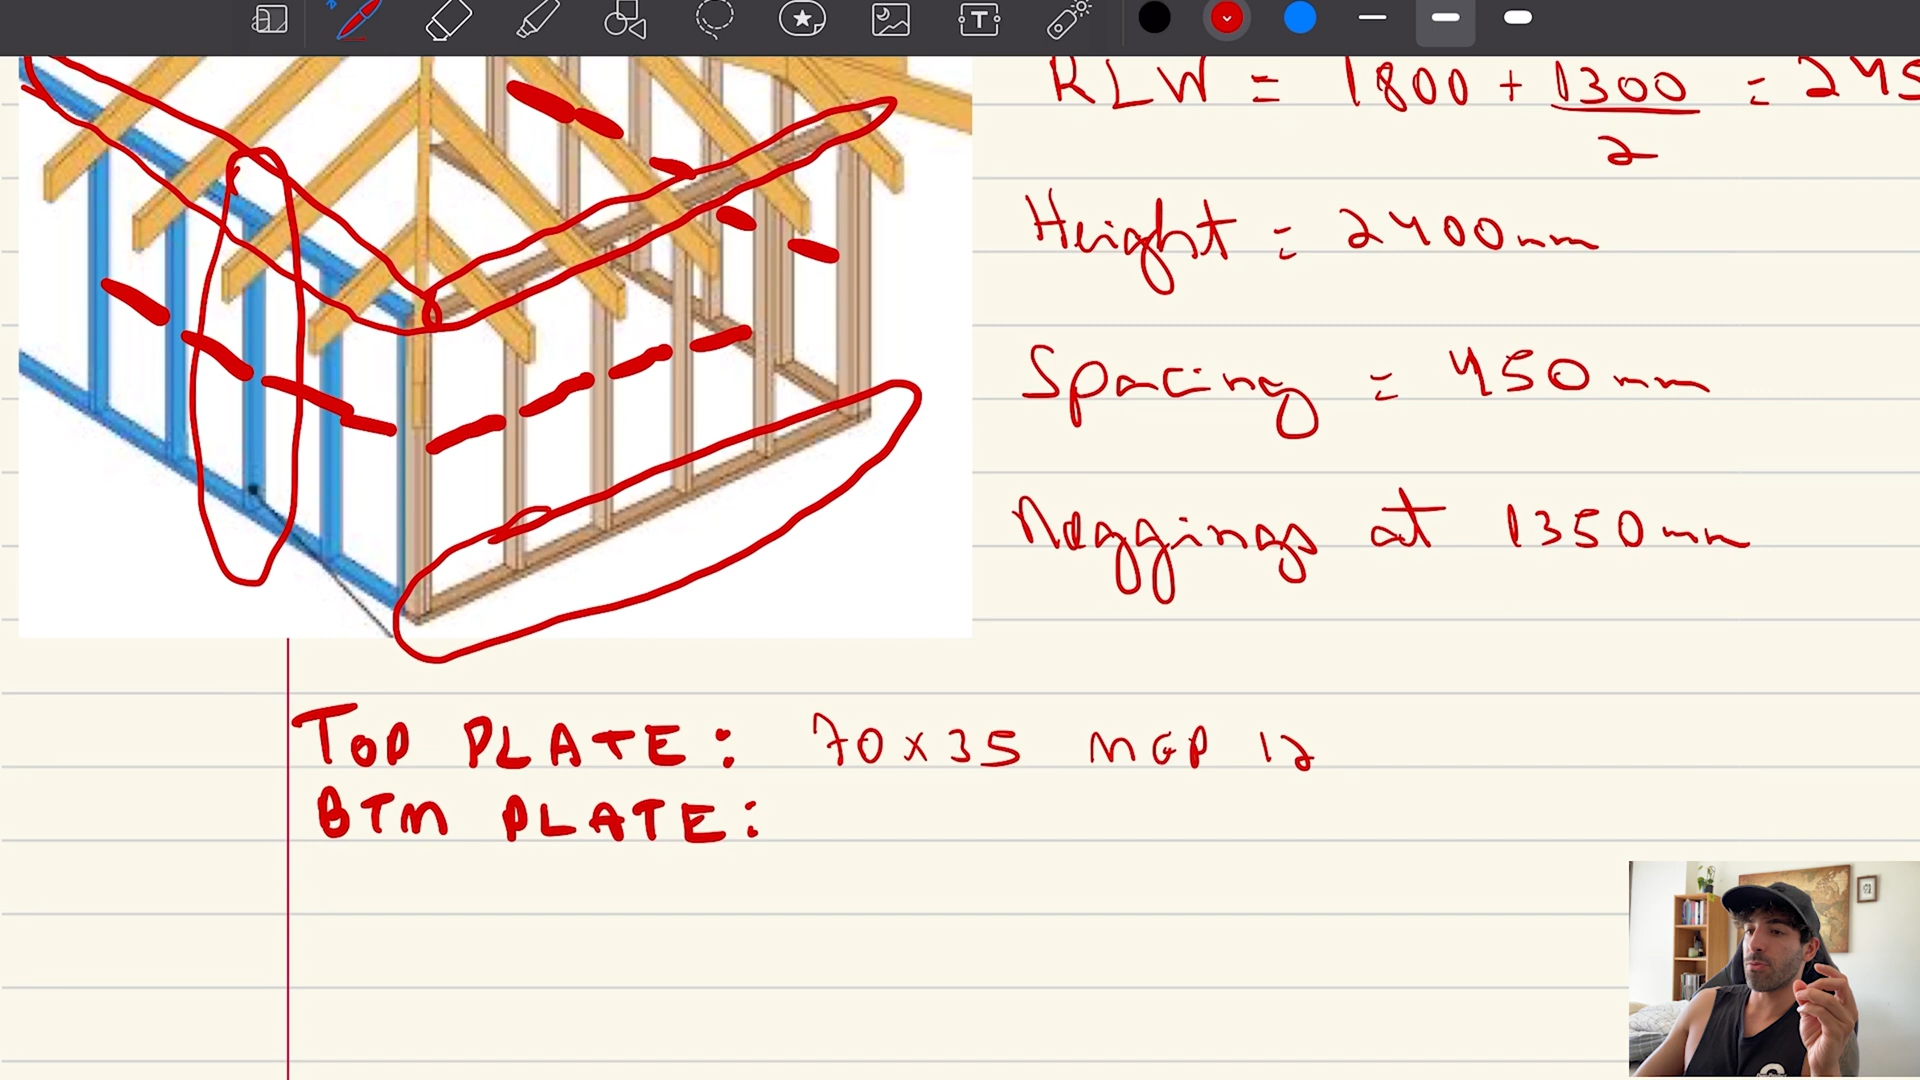 RLW = 1800 + 1300 = 245
2
Height = 2400mm
Spacing = 450mm
Noggings at 1350mm
TOP PLATE: 70x35 MGP 12
BTM PLATE: